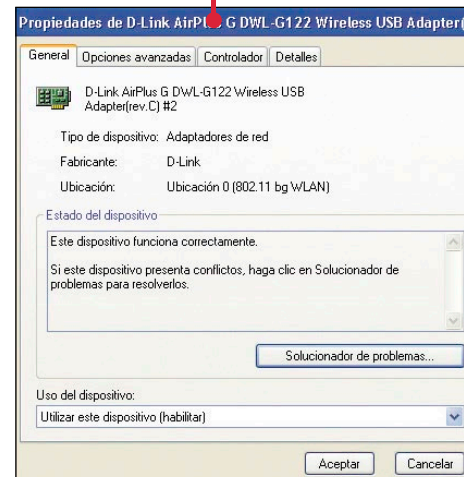 Propiedades de D-Link AirPlus G DWL-G122 Wireless USB Adapter(
General Opciones avanzadas Controlador Detalles
D-Link AirPlus G DWL-G122 Wireless USB
Adapter(rev.C) #2
Tipo de dispositivo: Adaptadores de red
Fabricante: D-Link
Ubicación: Ubicación 0 (802.11 bg WLAN)
Estado del dispositivo
Este dispositivo funciona correctamente.
Si este dispositivo presenta conflictos, haga clic en Solucionador de
problemas para resolverlos.
Solucionador de problemas...
Uso del dispositivo:
Utilizar este dispositivo (habilitar)
Aceptar Cancelar